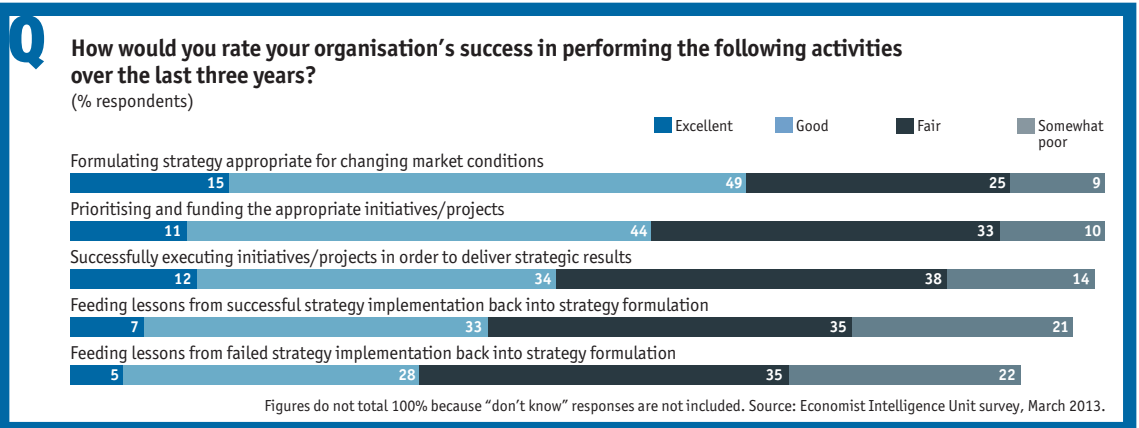 Q
How would you rate your organisation’s success in performing the following activities
over the last three years?
(% respondents)
Excellent Good Fair Somewhat
poor
Formulating strategy appropriate for changing market conditions
15 49 25 9
Prioritising and funding the appropriate initiatives/projects
11 44 33 10
Successfully executing initiatives/projects in order to deliver strategic results
12 34 38 14
Feeding lessons from successful strategy implementation back into strategy formulation
7 33 35 21
Feeding lessons from failed strategy implementation back into strategy formulation
5 28 35 22
Figures do not total 100% because “don’t know” responses are not included. Source: Economist Intelligence Unit survey, March 2013.